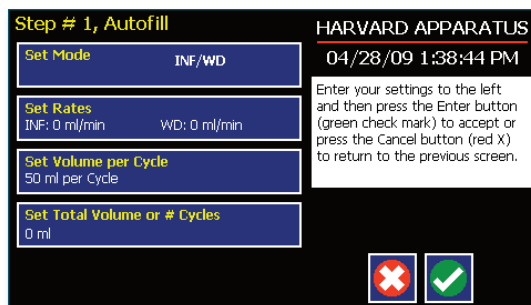 Step # 1, Autofill
Set Mode
INF/WD
Set Rates
INF: 0 ml/min WD: 0 ml/min
Set Volume per Cycle
50 ml per Cycle
Set Total Volume or # Cycles
0 ml
HARVARD APPARATUS
04/28/09 1:38:44 PM
Enter your settings to the left
and then press the Enter button
(green check mark) to accept or
press the Cancel button (red X)
to return to the previous screen.